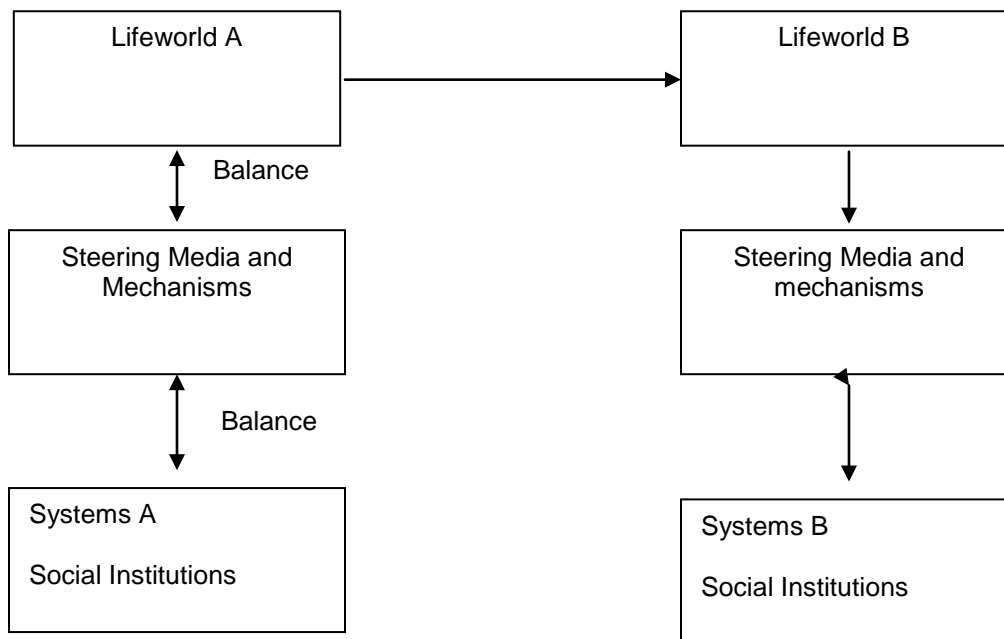 Lifeworld A
Lifeworld B
Balance
Steering Media and
Mechanisms
Steering Media and
mechanisms
Balance
Systems A
Social Institutions
Systems B
Social Institutions